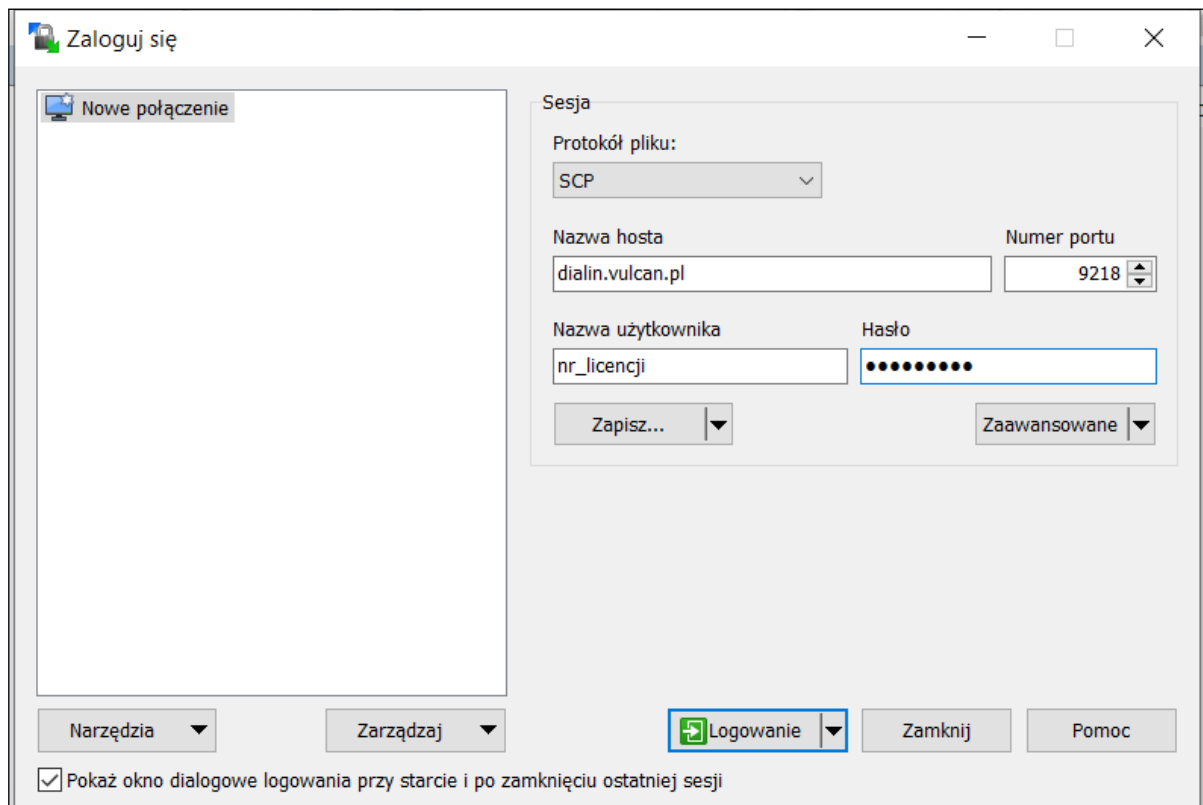 Zaloguj się
Nowe połączenie
Sesja
Protokół pliku:
SCP
Nazwa hosta
Numer portu
dialin.vulcan.pl
9218
Nazwa użytkownika
Hasło
nr_licencji
●●●●●●●●●
Zapisz...
Zaawansowane
Narzędzia
Zarządzaj
Logowanie
Zamknij
Pomoc
Pokaż okno dialogowe logowania przy starcie i po zamknięciu ostatniej sesji